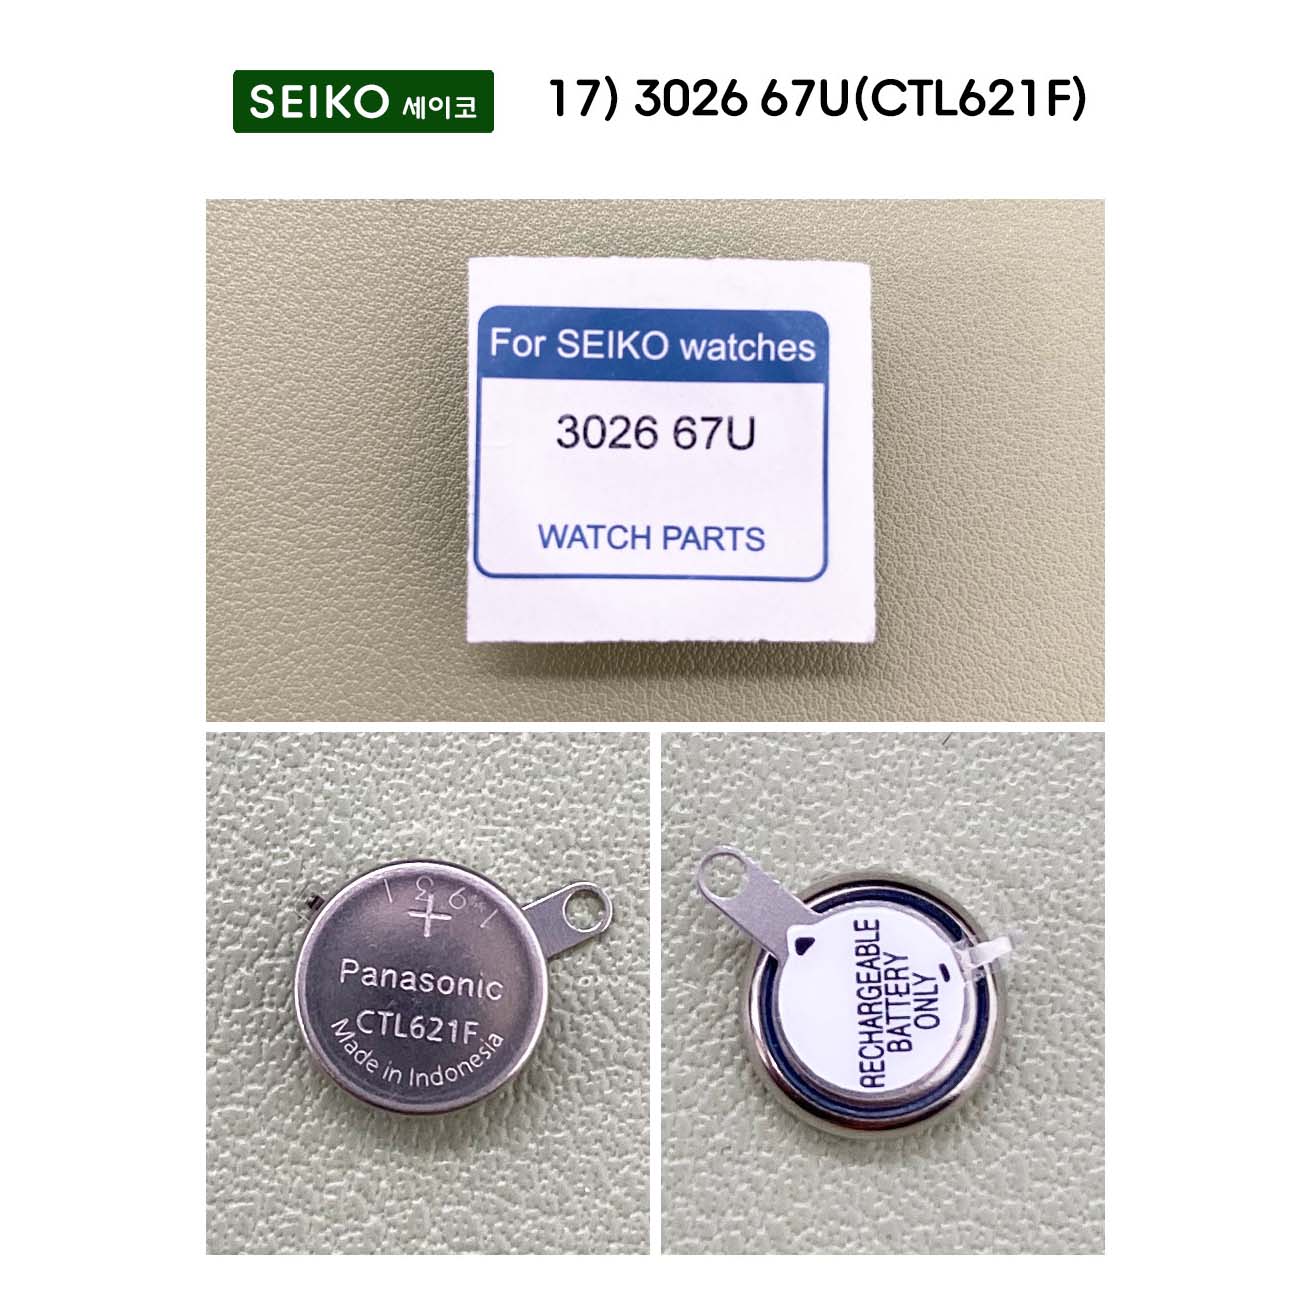 SEIKO 세이코
17) 3026 67U(CTL621F)
For SEIKO watches
3026 67U
WATCH PARTS
+
Panasonic
CTL621F
Made in Indonesia
RECHARGEABLE
BATTERY
ONLY